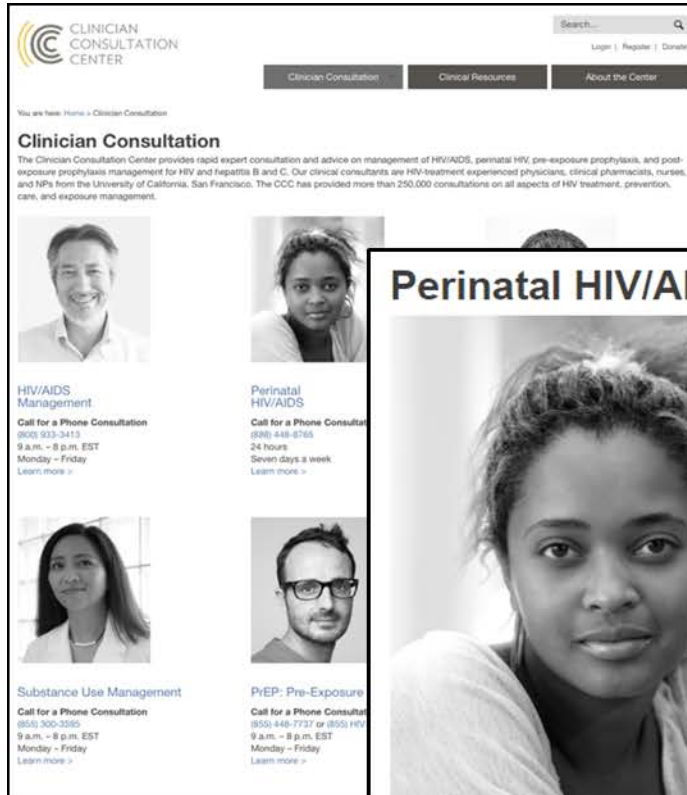 CLINICIAN
CONSULTATION
CENTER
Search...
Login | Register | Donate
Clinician Consultation
Clinical Resources
About the Center
You are here: Home > Clinician Consultation
Clinician Consultation
The Clinician Consultation Center provides rapid expert consultation and advice on management of HIV/AIDS, perinatal HIV, pre-exposure prophylaxis, and post-
exposure prophylaxis management for HIV and hepatitis B and C. Our clinical consultants are HIV-treatment experienced physicians, clinical pharmacists, nurses,
and NPs from the University of California, San Francisco. The CCC has provided more than 250,000 consultations on all aspects of HIV treatment, prevention,
care, and exposure management.
Perinatal HIV/AI
HIV/AIDS
Management
Call for a Phone Consultation
(800) 933-3413
9 a.m. – 8 p.m. EST
Monday – Friday
Learn more >
Perinatal
HIV/AIDS
Call for a Phone Consultat
(888) 448-8765
24 hours
Seven days a week
Learn more >
Substance Use Management
Call for a Phone Consultation
(855) 300-3595
9 a.m. – 8 p.m. EST
Monday – Friday
Learn more >
PrEP: Pre-Exposure
Call for a Phone Consultat
(855) 448-7737 or (855) HIV
9 a.m. – 8 p.m. EST
Monday – Friday
Learn more >